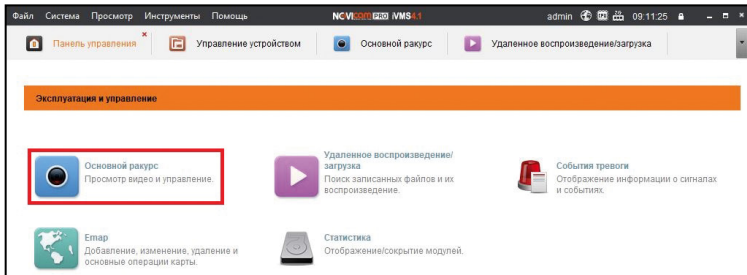 Файл Система Просмотр Инструменты Помощь NOVIcam PRO iVMS4.1 admin 09:11:25
Панель управления Управление устройством Основной ракурс Удаленное воспроизведение/загрузка
Эксплуатация и управление
Основной ракурс
Просмотр видео и управление.
Удаленное воспроизведение/
загрузка
Поиск записанных файлов и их
воспроизведение.
События тревоги
Отображение информации о сигналах
и событиях.
Emap
Добавление, изменение, удаление и
основные операции карты.
Статистика
Отображение/сокрытие модулей.